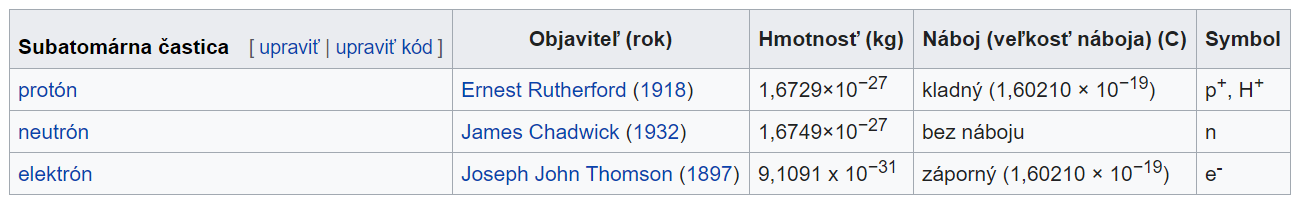 Subatomárna častica [ upraviť | upraviť kód ] Objaviteľ (rok) Hmotnosť (kg) Náboj (veľkosť náboja) (C) Symbol
protón Ernest Rutherford (1918) 1,6729×10⁻²⁷ kladný (1,60210 × 10⁻¹⁹) p⁺, H⁺
neutrón James Chadwick (1932) 1,6749×10⁻²⁷ bez náboju n
elektrón Joseph John Thomson (1897) 9,1091 x 10⁻³¹ záporný (1,60210 × 10⁻¹⁹) e⁻